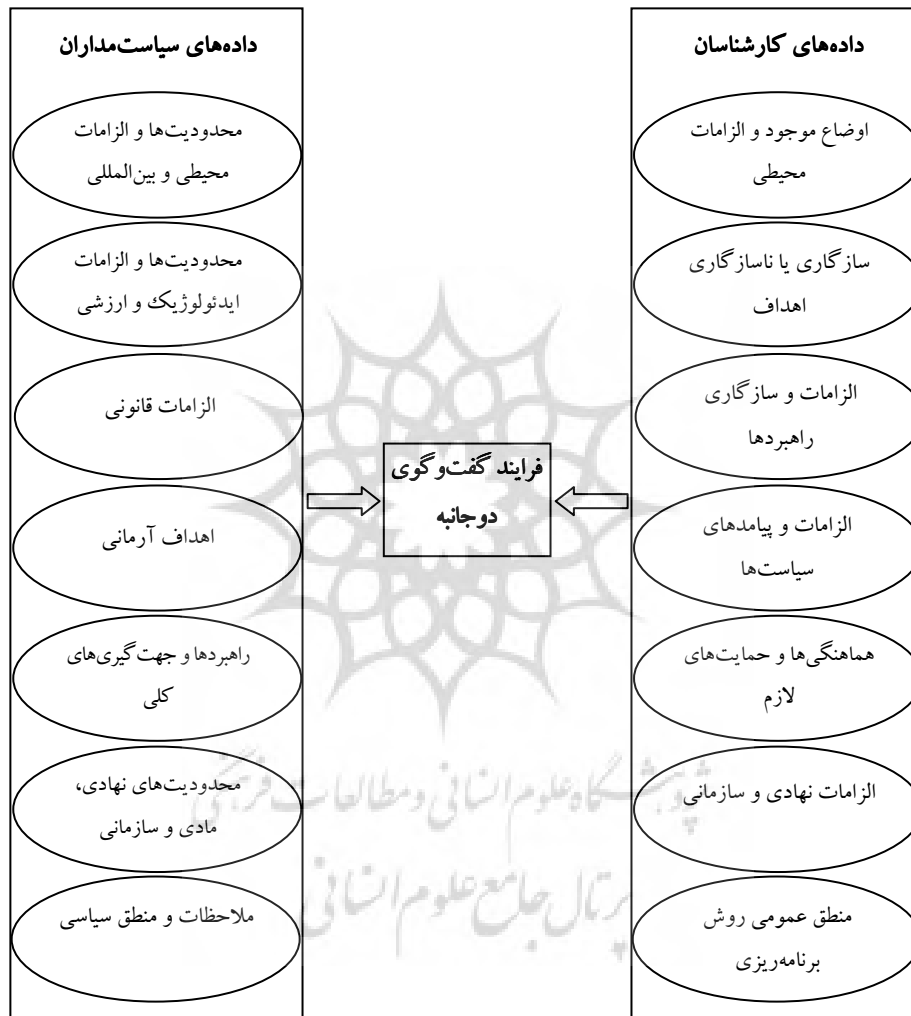 داده‌های کارشناسان
اوضاع موجود و الزامات
محیطی
سازگاری یا ناسازگاری
اهداف
الزامات و سازگاری
راهبردها
الزامات و پیامدهای
سیاست‌ها
هماهنگی‌ها و حمایت‌های
لازم
الزامات نهادی و سازمانی
منطق عمومی روش
برنامه‌ریزی
فرایند گفت‌وگوی
دوجانبه
داده‌های سیاست‌مداران
محدودیت‌ها و الزامات
محیطی و بین‌المللی
محدودیت‌ها و الزامات
ایدئولوژیک و ارزشی
الزامات قانونی
اهداف آرمانی
راهبردها و جهت‌گیری‌های
کلی
محدودیت‌های نهادی،
مادی و سازمانی
ملاحظات و منطق سیاسی
پژوهشگاه علوم انسانی و مطالعات فرهنگی
پرتال جامع علوم انسانی